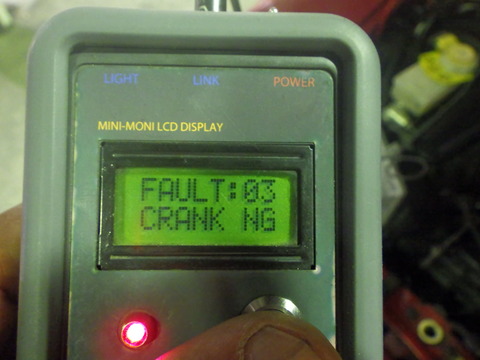 LIGHT LINK POWER
MINI-MONI LCD DISPLAY
FAULT:03
CRANK NG